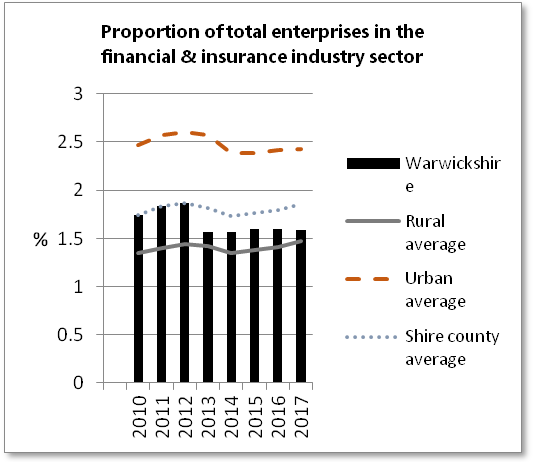 Proportion of total enterprises in the
financial & insurance industry sector
3
2.5
2
1.5
1
0.5
0
%
2010
2011
2012
2013
2014
2015
2016
2017
Warwickshir
e
Rural
average
Urban
average
Shire county
average